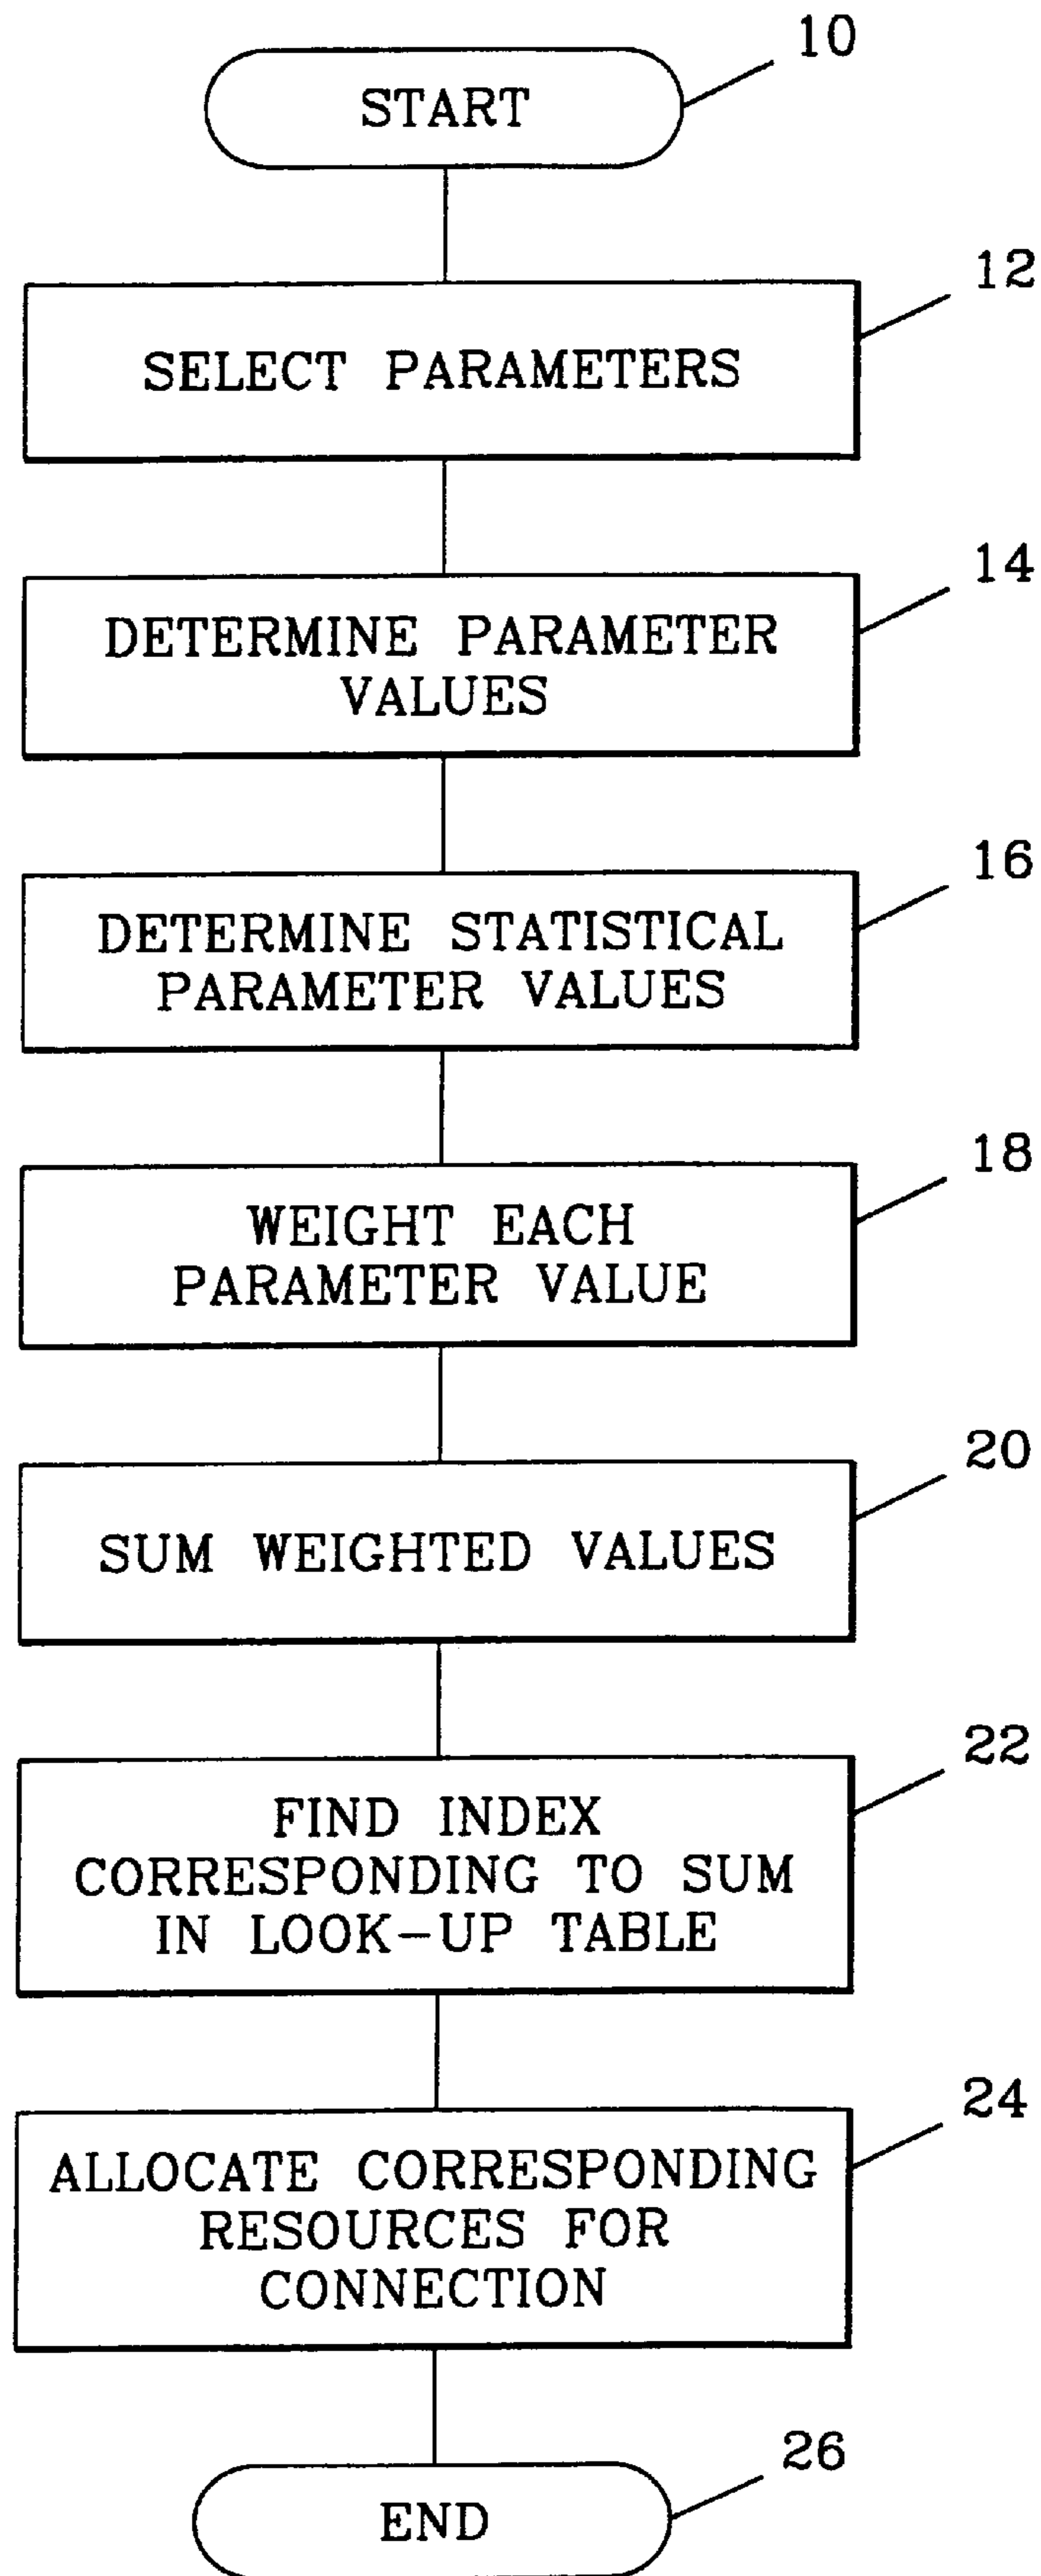 10
START
12
SELECT PARAMETERS
14
DETERMINE PARAMETER
VALUES
16
DETERMINE STATISTICAL
PARAMETER VALUES
18
WEIGHT EACH
PARAMETER VALUE
20
SUM WEIGHTED VALUES
22
FIND INDEX
CORRESPONDING TO SUM
IN LOOK-UP TABLE
24
ALLOCATE CORRESPONDING
RESOURCES FOR
CONNECTION
26
END